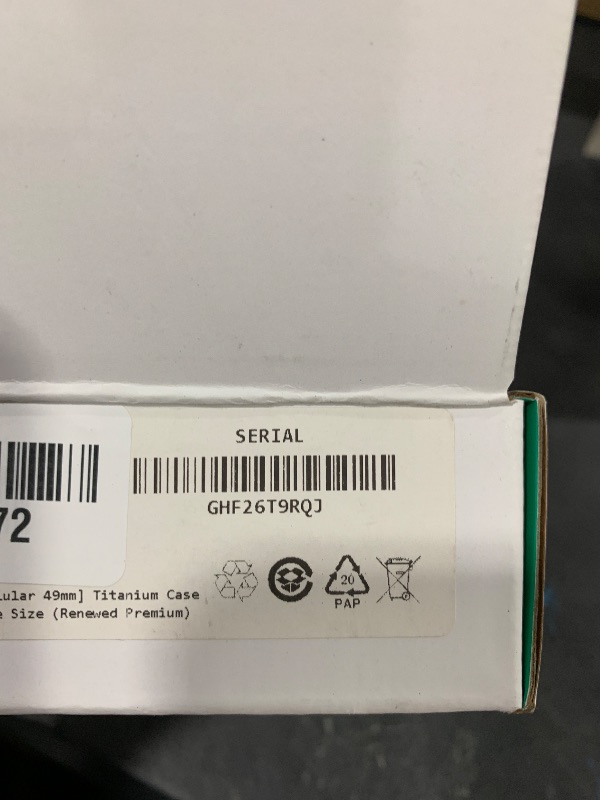 SERIAL
GHF26T9RQJ
72
20
PAP
lular 49mm] Titanium Case
e Size (Renewed Premium)